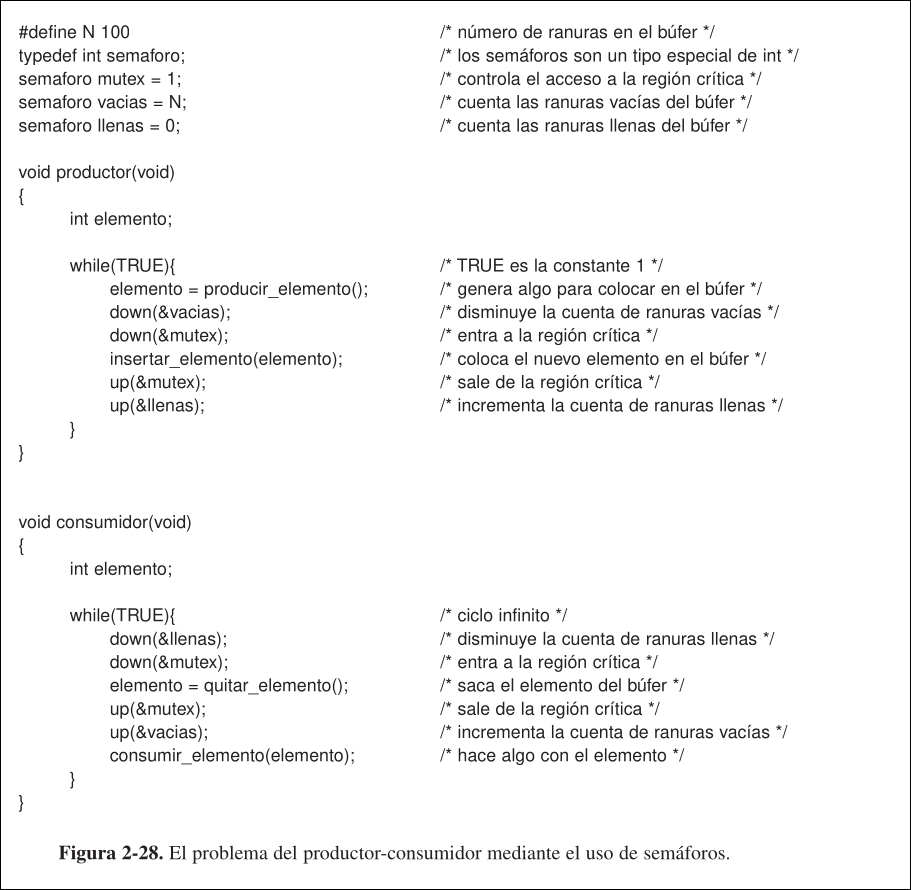 #define N 100 /* número de ranuras en el búfer */
typedef int semaforo; /* los semáforos son un tipo especial de int */
semaforo mutex = 1; /* controla el acceso a la región crítica */
semaforo vacias = N; /* cuenta las ranuras vacías del búfer */
semaforo llenas = 0; /* cuenta las ranuras llenas del búfer */
void productor(void)
{
int elemento;
while(TRUE){ /* TRUE es la constante 1 */
elemento = producir_elemento(); /* genera algo para colocar en el búfer */
down(&vacias); /* disminuye la cuenta de ranuras vacías */
down(&mutex); /* entra a la región crítica */
insertar_elemento(elemento); /* coloca el nuevo elemento en el búfer */
up(&mutex); /* sale de la región crítica */
up(&llenas); /* incrementa la cuenta de ranuras llenas */
}
}
void consumidor(void)
{
int elemento;
while(TRUE){ /* ciclo infinito */
down(&llenas); /* disminuye la cuenta de ranuras llenas */
down(&mutex); /* entra a la región crítica */
elemento = quitar_elemento(); /* saca el elemento del búfer */
up(&mutex); /* sale de la región crítica */
up(&vacias); /* incrementa la cuenta de ranuras vacías */
consumir_elemento(elemento); /* hace algo con el elemento */
}
}
Figura 2-28. El problema del productor-consumidor mediante el uso de semáforos.